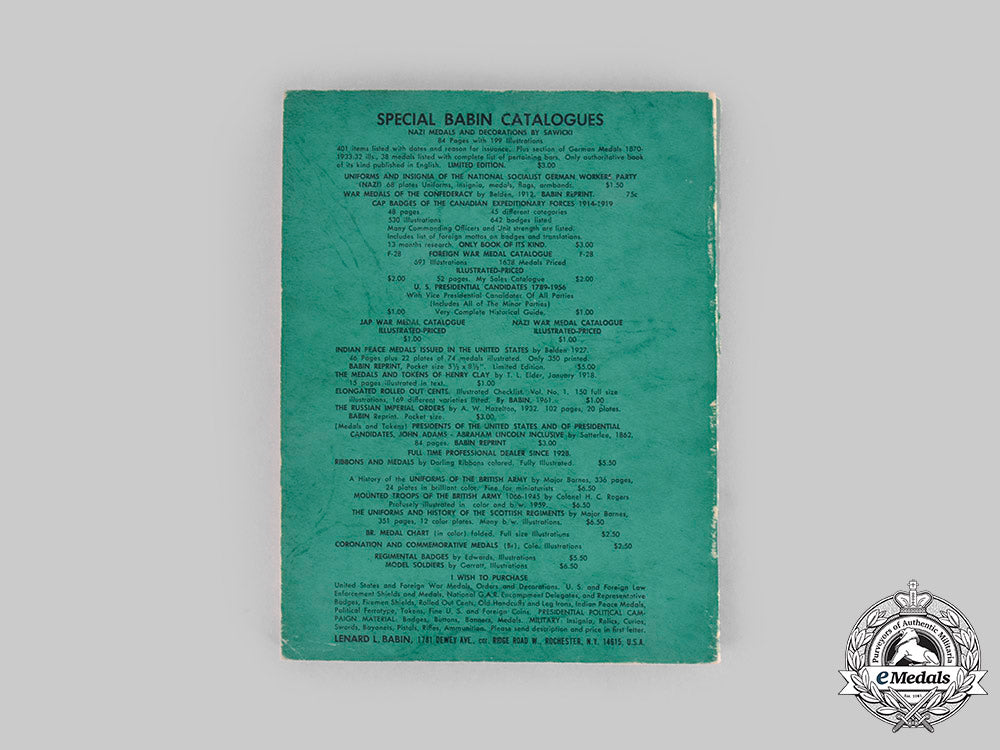 SPECIAL BABIN CATALOGUES
NAZI MEDALS AND DECORATIONS BY SAWICKI
84 Pages with 199 Illustrations
401 items listed with dates and reason for issuance. Plus section of German Medals 1870-
1933-32 ills., 38 medals listed with complete list of pertaining bars. Only authoritative book
of its kind published in English. LIMITED EDITION. $3.00
UNIFORMS AND INSIGNIA OF THE NATIONAL SOCIALIST GERMAN WORKERS' PARTY
(NAZI) 68 plates Uniforms, Insignia, medals, flags, armbands. $1.50
WAR MEDALS OF THE CONFEDERACY by Belden, 1912. BABIN REPRINT. 75c
CAP BADGES OF THE CANADIAN EXPEDITIONARY FORCES 1914-1919
48 pages 45 different categories
530 illustrations 642 badges listed
Many Commanding Officers and Unit strength are listed.
Includes list of foreign mottos on badges and translations.
13 months research. ONLY BOOK OF ITS KIND. $3.00
F-28 FOREIGN WAR MEDAL CATALOGUE F-28
691 Illustrations 1638 Medals Priced
ILLUSTRATED-PRICED
$2.00 52 pages. My Sales Catalogue $2.00
U. S. PRESIDENTIAL CANDIDATES 1789-1956
With Vice Presidential Candidates Of All Parties
(Includes All of The Minor Parties)
$1.00 Very Complete Historical Guide. $1.00
JAP WAR MEDAL CATALOGUE NAZI WAR MEDAL CATALOGUE
ILLUSTRATED-PRICED ILLUSTRATED-PRICED
$1.00 $1.00
INDIAN PEACE MEDALS ISSUED IN THE UNITED STATES by Belden 1927.
46 Pages plus 22 plates of 74 medals illustrated. Only 350 printed.
BABIN REPRINT, Pocket size 5½ x 8½". Limited Edition. $5.00
THE MEDALS AND TOKENS OF HENRY CLAY by T. L. Elder, January 1918.
15 pages illustrated in text. $1.00
ELONGATED ROLLED OUT CENTS. Illustrated Checklist. Vol. No. 1. 150 full size
illustrations, 169 different varieties listed. By BABIN, 1961. $1.00
THE RUSSIAN IMPERIAL ORDERS by A. W. Hazelton, 1932. 102 pages, 20 plates.
BABIN Reprint. Pocket size. $3.00
(Medals and Tokens) PRESIDENTS OF THE UNITED STATES AND OF PRESIDENTIAL
CANDIDATES, JOHN ADAMS - ABRAHAM LINCOLN INCLUSIVE by Satterlee, 1862,
84 pages. BABIN REPRINT $3.00
FULL TIME PROFESSIONAL DEALER SINCE 1928.
RIBBONS AND MEDALS by Dorling Ribbons colored. Fully Illustrated. $5.50
A History of the UNIFORMS OF THE BRITISH ARMY by Major Barnes, 336 pages,
24 plates in brilliant color. Fine for miniaturists $6.50
MOUNTED TROOPS OF THE BRITISH ARMY 1066-1945 by Colonel H. C. Rogers
Profusely illustrated in color and b/w. 1959. $6.50
THE UNIFORMS AND HISTORY OF THE SCOTTISH REGIMENTS by Major Barnes,
351 pages, 12 color plates. Many b/w. illustrations. $6.50
BR. MEDAL CHART (in color) folded. Full size Illustrations $2.50
CORONATION AND COMMEMORATIVE MEDALS (Br). Cole. Illustrations $2.50
REGIMENTAL BADGES by Edwards, Illustrations $5.50
MODEL SOLDIERS by Garratt, Illustrations $6.50
I WISH TO PURCHASE
United States and Foreign War Medals, Orders and Decorations. U. S. and Foreign Law
Enforcement Shields and Medals, National G.A.R. Encampment Delegates, and Representative
Badges, Firemen Shields, Rolled Out Cents, Old Handcuffs and Leg Irons, Indian Peace Medals,
Political Ferrotype, Tokens, Fine U. S. and Foreign Coins. PRESIDENTIAL POLITICAL CAM-
PAIGN MATERIAL: Badges, Buttons, Banners, Medals. MILITARY: Insignia, Relics, Curios,
Swords, Bayonets, Pistols, Rifles, Ammunition. Please send description and price in first letter.
LENARD L. BABIN, 1781 DEWEY AVE., cor. RIDGE ROAD W., ROCHESTER, N.Y. 14615, U.S.A.
Purveyors of Authentic Militaria
eMedals